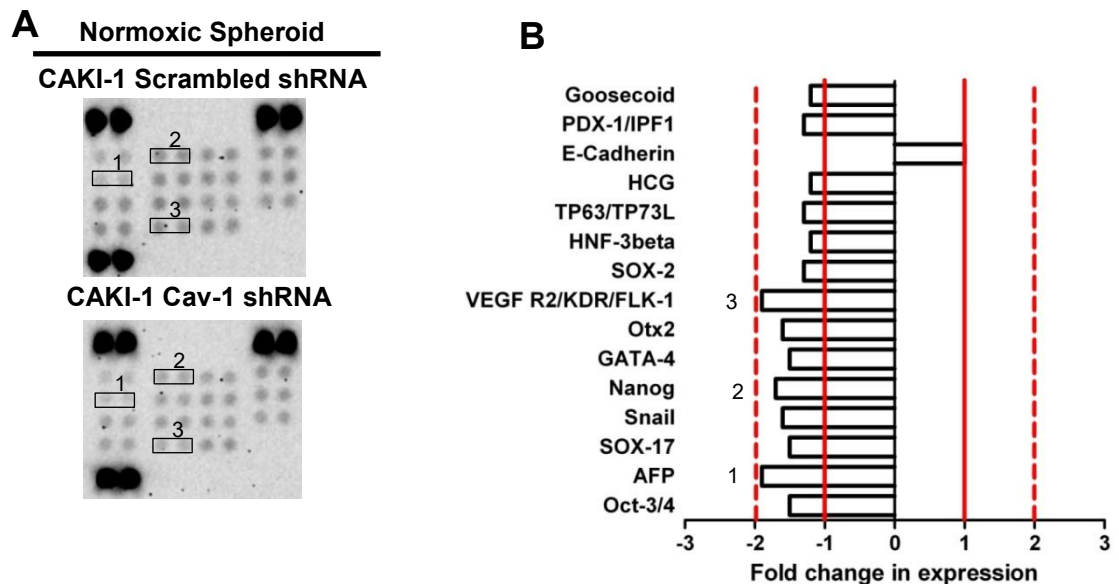 A
Normoxic Spheroid
CAKI-1 Scrambled shRNA
2
1
3
CAKI-1 Cav-1 shRNA
2
1
3
B
Goosecoid
PDX-1/IPF1
E-Cadherin
HCG
TP63/TP73L
HNF-3beta
SOX-2
VEGF R2/KDR/FLK-1 3
Otx2
GATA-4
Nanog 2
Snail
SOX-17
AFP 1
Oct-3/4
-3 -2 -1 0 1 2 3
Fold change in expression